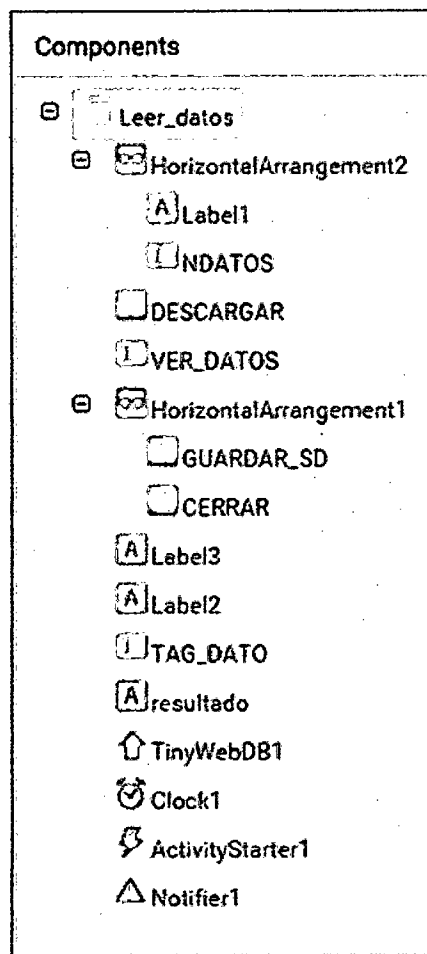 Components
Leer_datos
HorizontalArrangement2
Label1
NDATOS
DESCARGAR
VER_DATOS
HorizontalArrangement1
GUARDAR_SD
CERRAR
Label3
Label2
TAG_DATO
resultado
TinyWebDB1
Clock1
ActivityStarter1
Notifier1